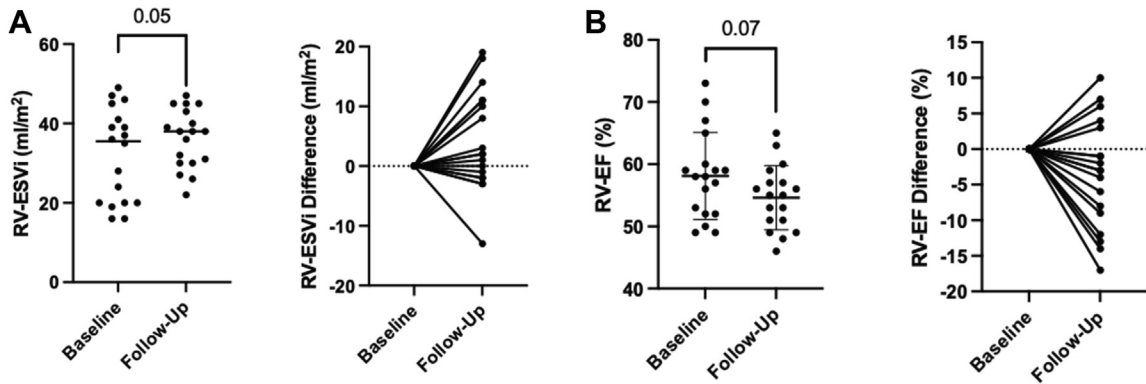 A
0.05
RV-ESVi (ml/m²)
60
40
20
0
Baseline
Follow-Up
RV-ESVi Difference (ml/m²)
20
10
0
-10
-20
Baseline
Follow-Up
B
0.07
RV-EF (%)
80
70
60
50
40
Baseline
Follow-Up
RV-EF Difference (%)
15
10
5
0
-5
-10
-15
-20
Baseline
Follow-Up